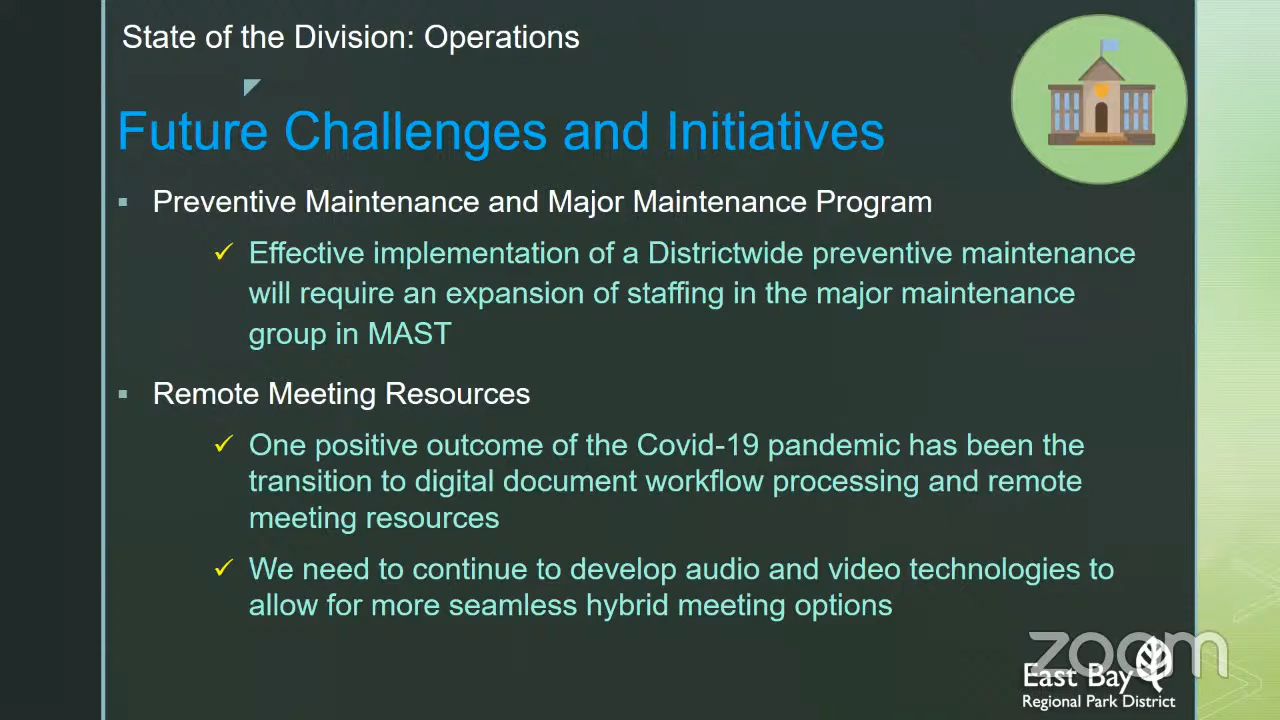 State of the Division: Operations
Future Challenges and Initiatives
Preventive Maintenance and Major Maintenance Program
Effective implementation of a Districtwide preventive maintenance
will require an expansion of staffing in the major maintenance
group in MAST
Remote Meeting Resources
One positive outcome of the Covid-19 pandemic has been the
transition to digital document workflow processing and remote
meeting resources
We need to continue to develop audio and video technologies to
allow for more seamless hybrid meeting options
zoom
East Bay
Regional Park District